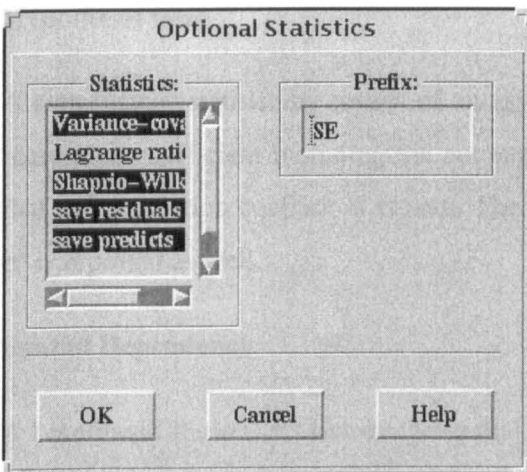 Optional Statistics
Statistics:
Variance-cova
Lagrange ratio
Shaprio-Wilk
save residuals
save predicts
Prefix:
SE
OK
Cancel
Help